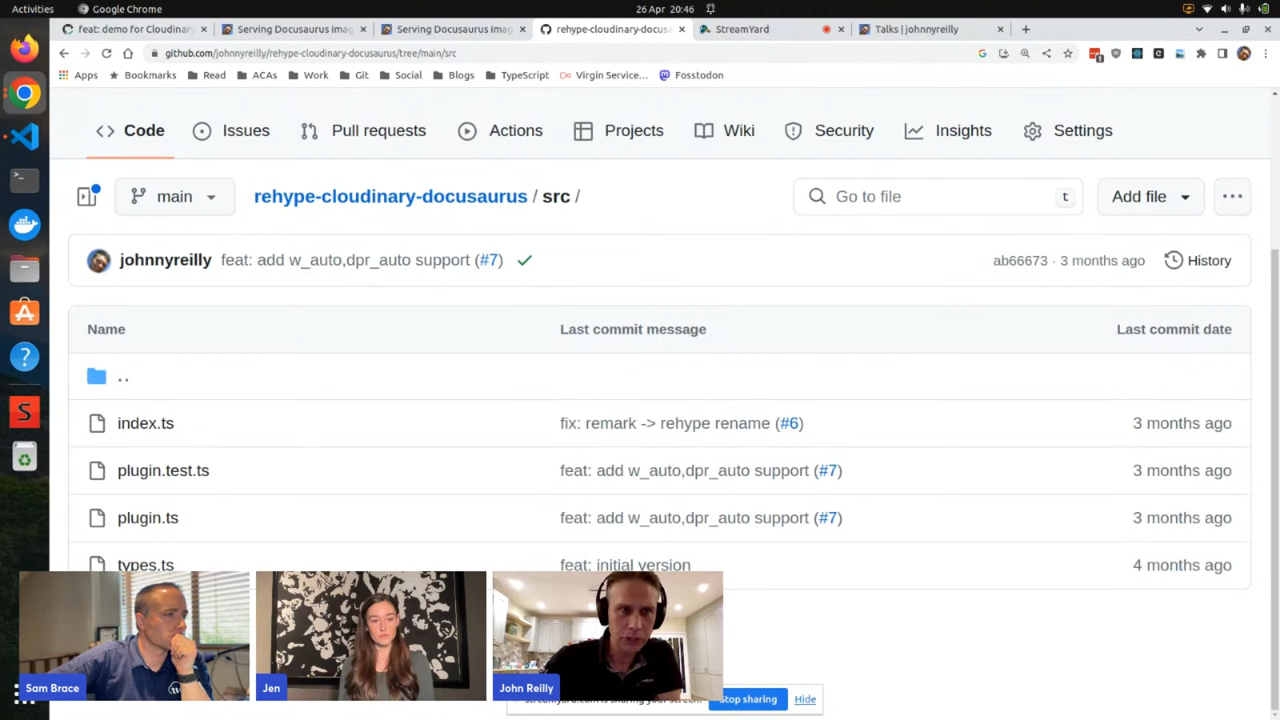 Activities
Google Chrome
26 Apr 20:46
feat: demo for Cloudinary
Serving Docusaurus imag
Serving Docusaurus imag
rehype-cloudinary-docus
StreamYard
Talks | johnnyreilly
github.com/johnnyreilly/rehype-cloudinary-docusaurus/tree/main/src
Apps
Bookmarks
Read
ACAs
Work
Git
Social
Blogs
TypeScript
Virgin Service...
Fosstodon
Code
Issues
Pull requests
Actions
Projects
Wiki
Security
Insights
Settings
main
rehype-cloudinary-docusaurus / src /
Go to file
t
Add file
johnnyreilly feat: add w_auto,dpr_auto support (#7)
ab66673 · 3 months ago
History
Name Last commit message Last commit date
..
index.ts fix: remark -> rehype rename (#6) 3 months ago
plugin.test.ts feat: add w_auto,dpr_auto support (#7) 3 months ago
plugin.ts feat: add w_auto,dpr_auto support (#7) 3 months ago
types.ts feat: initial version 4 months ago
Sam Brace
Jen
John Reilly
streamyard.com is sharing your screen.
Stop sharing
Hide